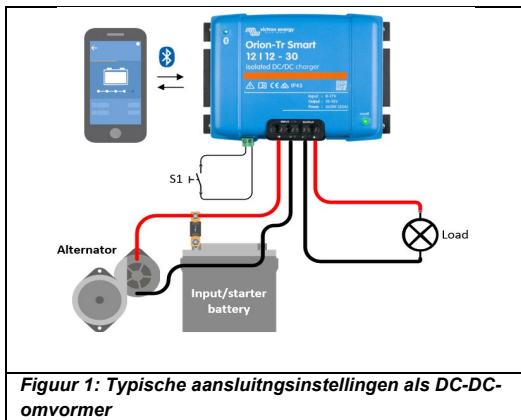 victron energy
Orion-Tr Smart
12 | 12 - 30
isolated DC/DC charger
IP43
S1
Alternator
Input/starter
battery
Load
Figuur 1: Typische aansluitngsinstellingen als DC-DC-
omvormer